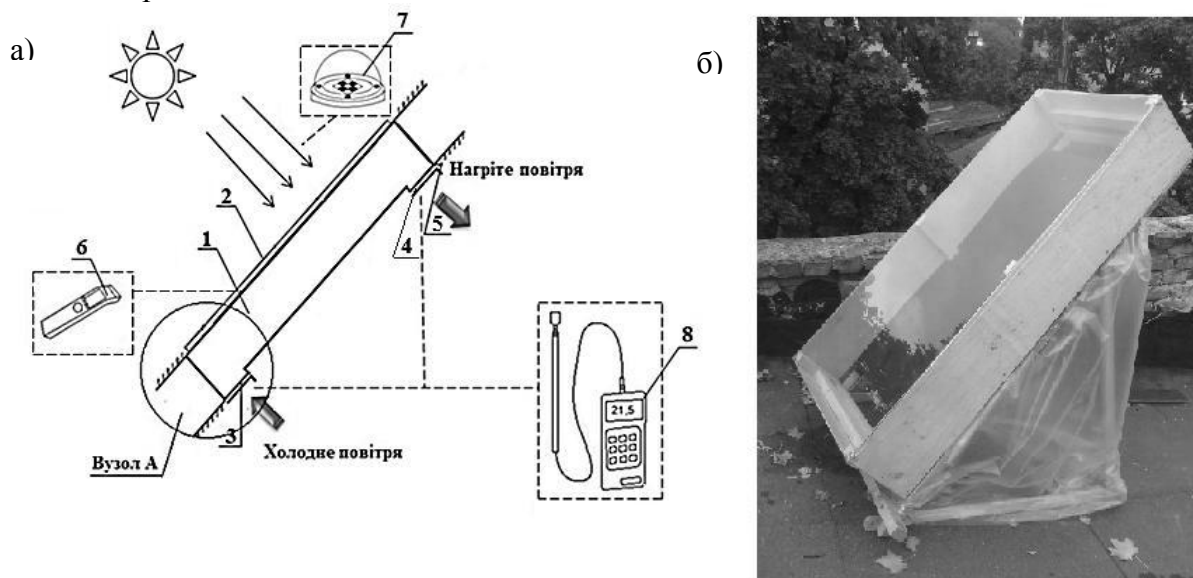 а)
б)
7
Нагріте повітря
2
1
5
4
6
8
21,5
3
Холодне повітря
Вузол А